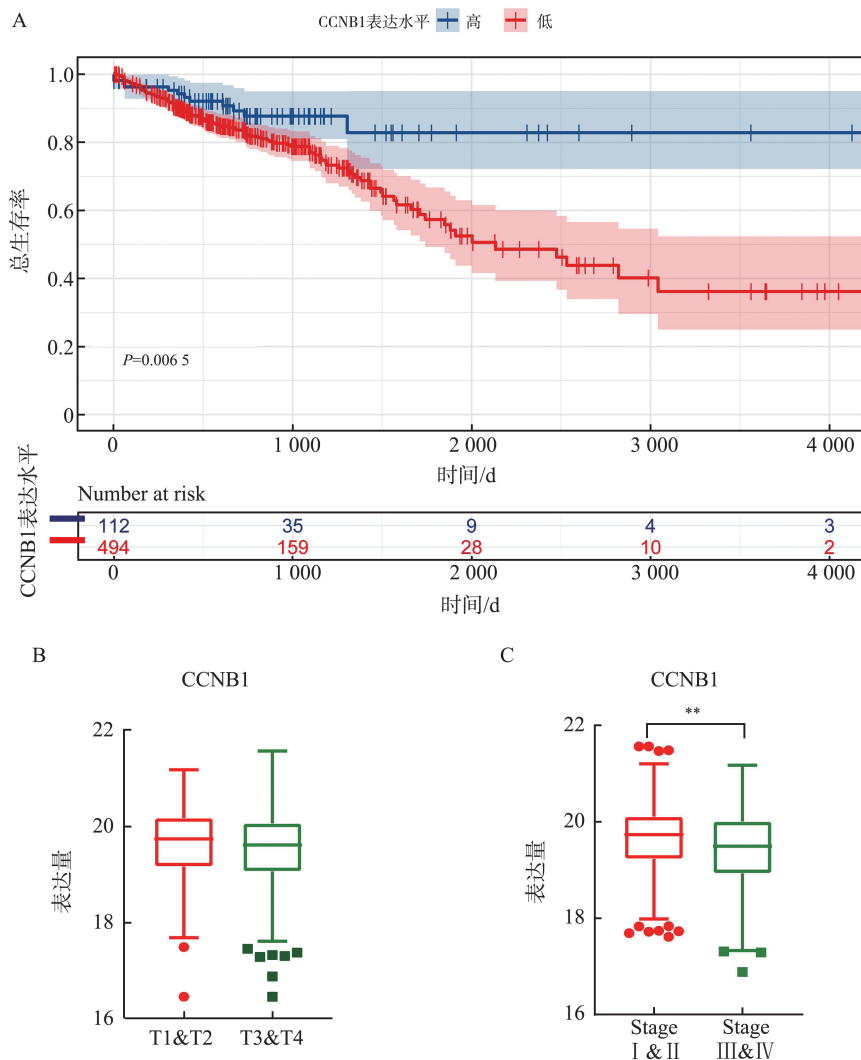 A
CCNB1表达水平 高 低
1.0
0.8
0.6
0.4
0.2
0
总生存率
P=0.006 5
0 1 000 2 000 3 000 4 000
时间/d
CCNB1表达水平
Number at risk
112 35 9 4 3
494 159 28 10 2
0 1 000 2 000 3 000 4 000
时间/d
B
CCNB1
22
20
18
16
表达量
T1&T2 T3&T4
C
CCNB1
**
22
20
18
16
表达量
Stage Stage
Ⅰ&Ⅱ Ⅲ&Ⅳ